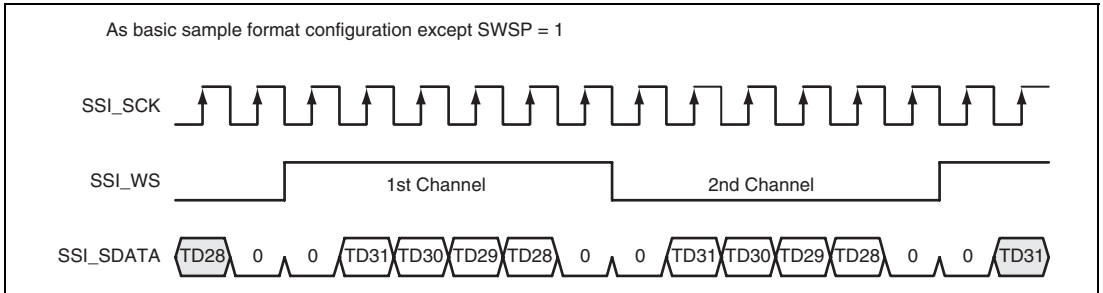 As basic sample format configuration except SWSP = 1
SSI_SCK
SSI_WS 1st Channel 2nd Channel
SSI_SDATA TD28 0 0 TD31 TD30 TD29 TD28 0 0 TD31 TD30 TD29 TD28 0 0 TD31